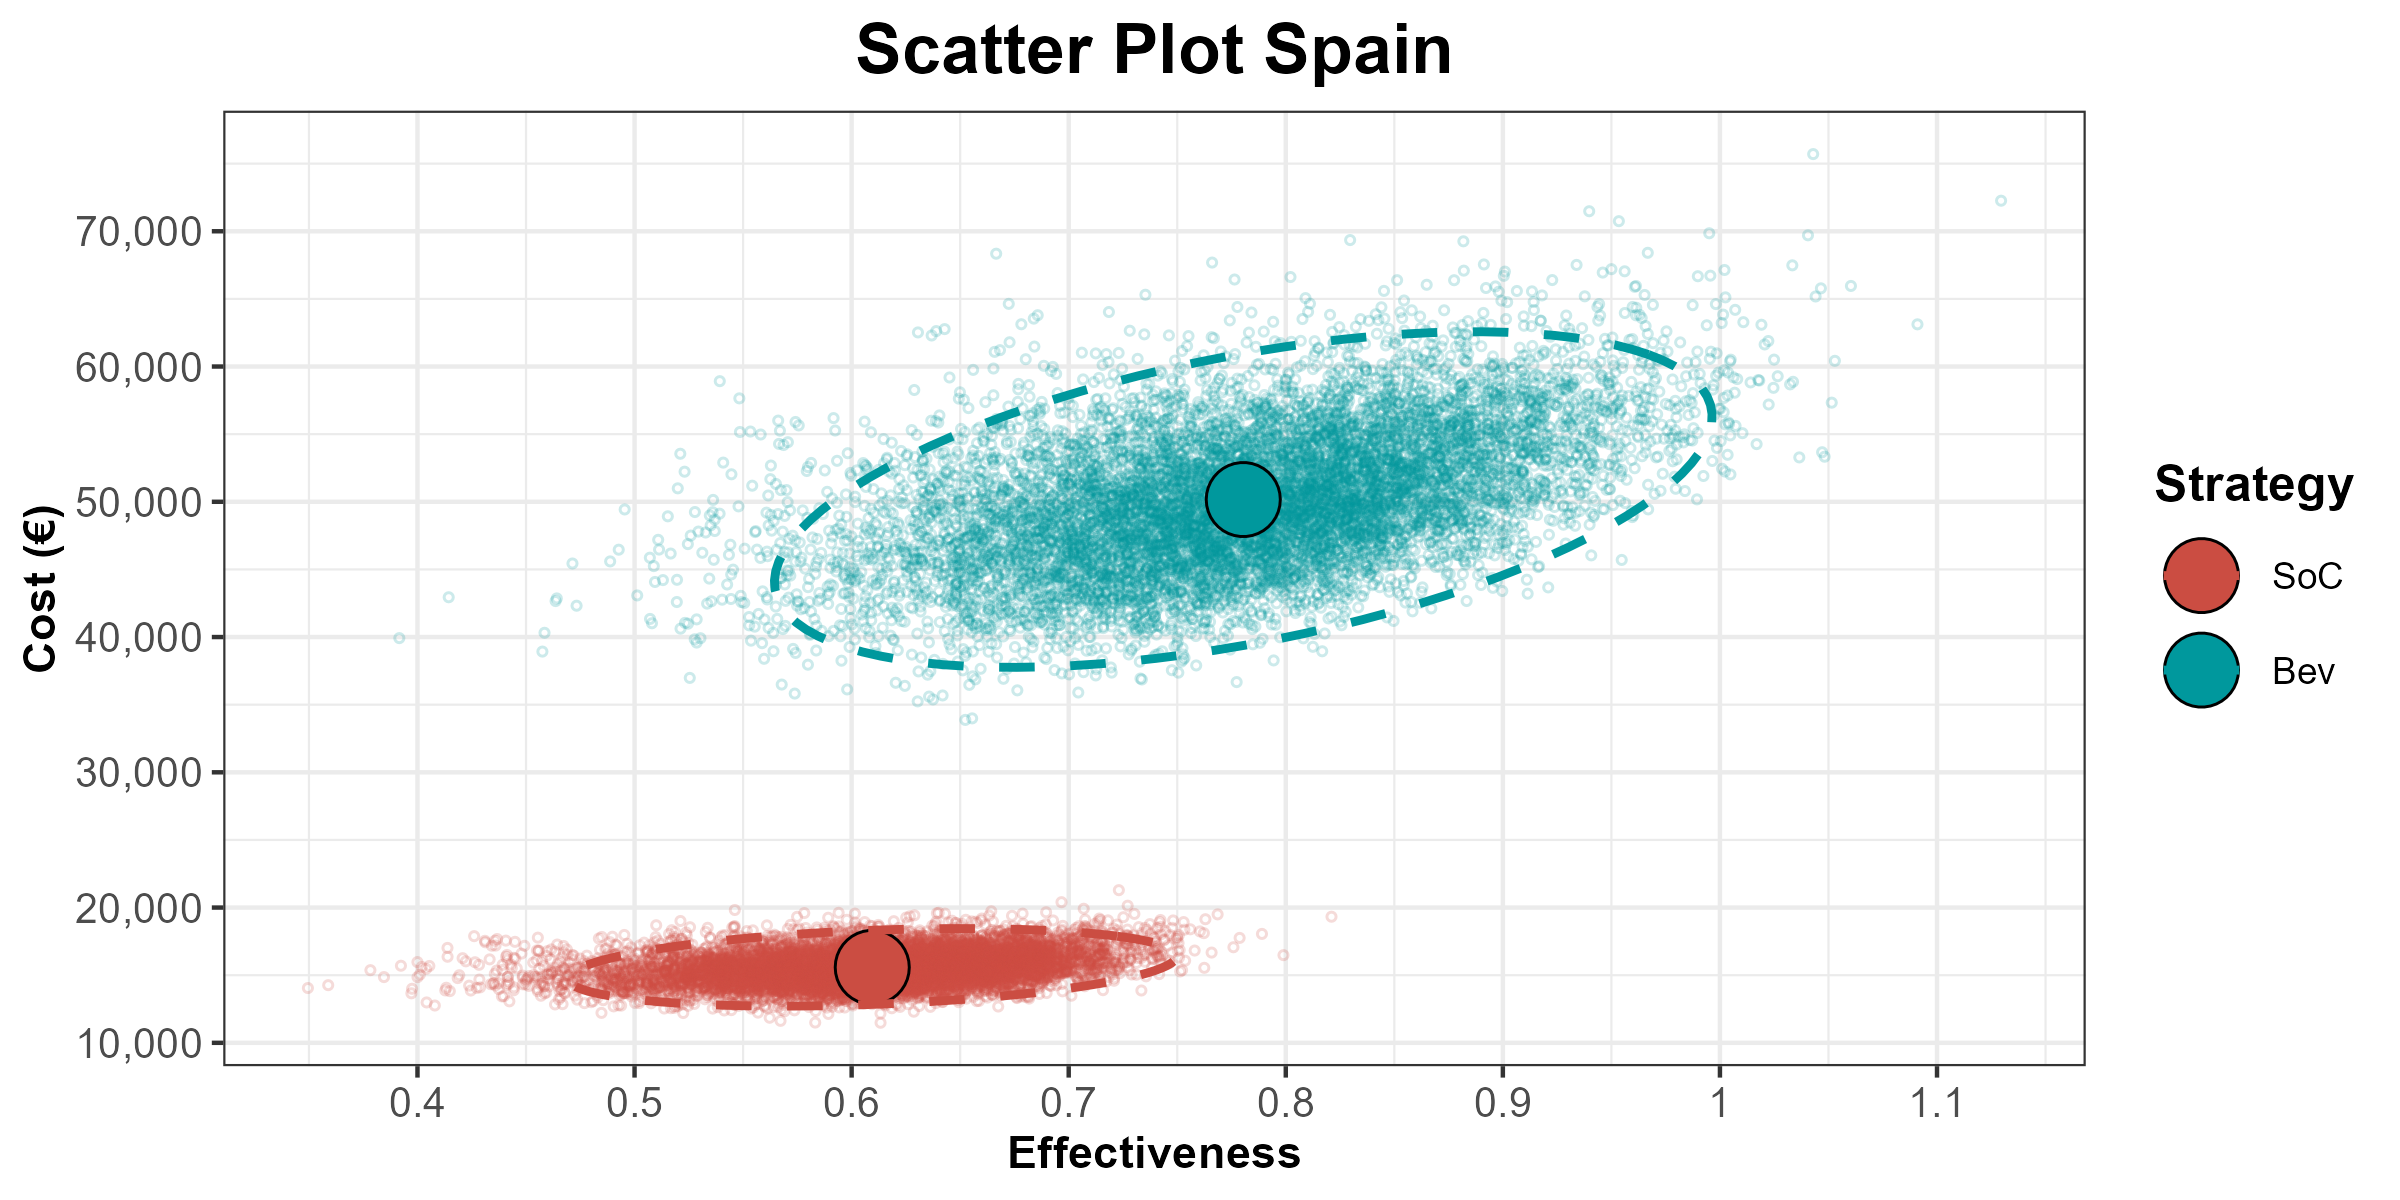 Scatter Plot Spain
Cost (€)
70,000
60,000
50,000
40,000
30,000
20,000
10,000
0.4 0.5 0.6 0.7 0.8 0.9 1 1.1
Effectiveness
Strategy
SoC
Bev